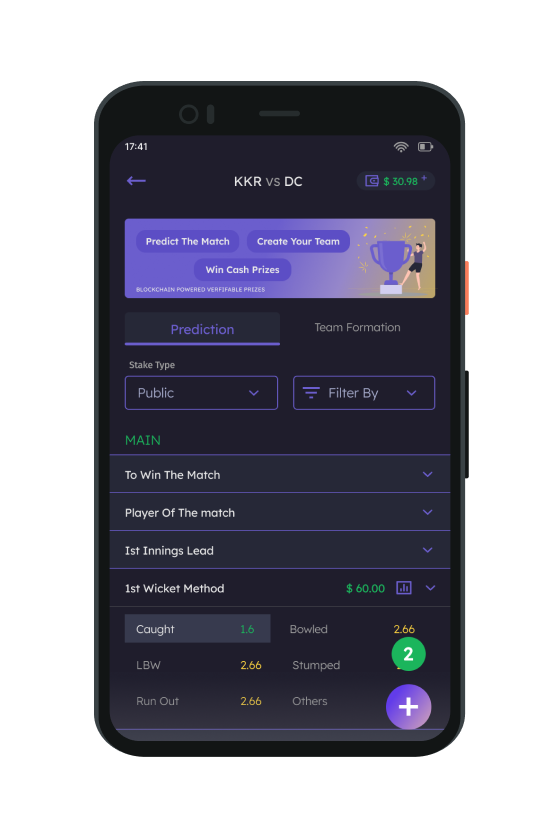 17:41
KKR VS DC
$ 30.98 +
Predict The Match
Create Your Team
Win Cash Prizes
BLOCKCHAIN POWERED VERFIFABLE PRIZES
Prediction
Team Formation
Stake Type
Public
Filter By
MAIN
To Win The Match
Player Of The match
Ist Innings Lead
1st Wicket Method $ 60.00
Caught 1.6 Bowled 2.66
2
LBW 2.66 Stumped
Run Out 2.66 Others
+